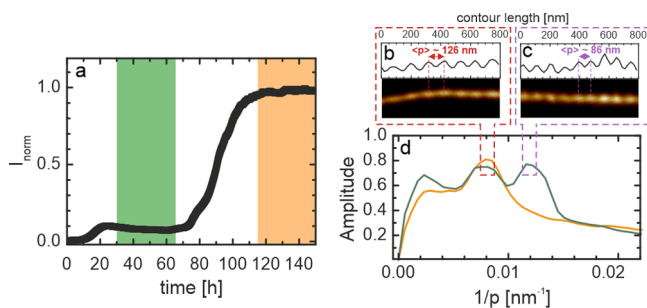 contour length [nm]
0 200 400 600 800 0 200 400 600 800
a
b <p> ~ 126 nm
c <p> ~ 86 nm
1.0
0.5
0.0
I norm
0 20 40 60 80 100 120 140
time [h]
d
1.0
0.8
0.6
0.4
0.2
Amplitude
0.00 0.01 0.02
1/p [nm-1]